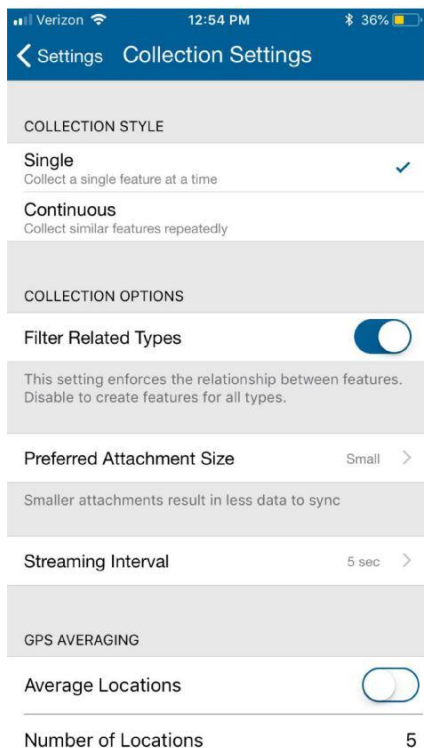 Verizon 12:54 PM 36%
Settings Collection Settings
COLLECTION STYLE
Single
Collect a single feature at a time
Continuous
Collect similar features repeatedly
COLLECTION OPTIONS
Filter Related Types
This setting enforces the relationship between features.
Disable to create features for all types.
Preferred Attachment Size Small
Smaller attachments result in less data to sync
Streaming Interval 5 sec
GPS AVERAGING
Average Locations
Number of Locations 5